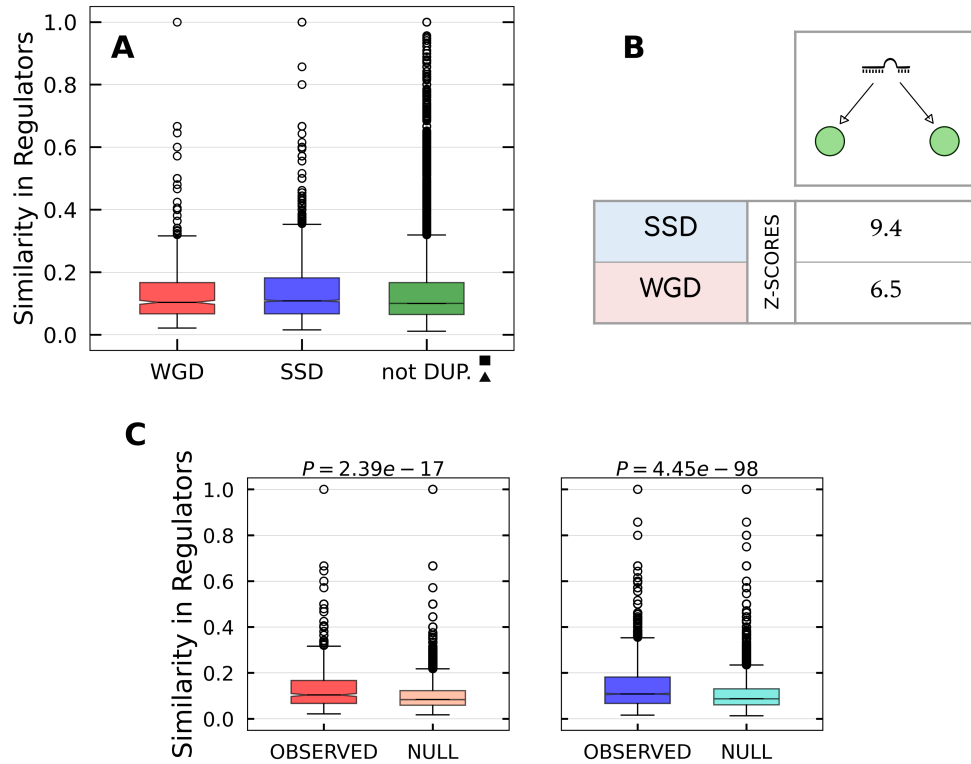 A
Similarity in Regulators
1.0
0.8
0.6
0.4
0.2
0.0
WGD SSD not DUP. ■
▲
B
SSD
WGD
Z-SCORES
9.4
6.5
C
Similarity in Regulators
P = 2.39e − 17
P = 4.45e − 98
1.0
0.8
0.6
0.4
0.2
0.0
OBSERVED NULL
OBSERVED NULL